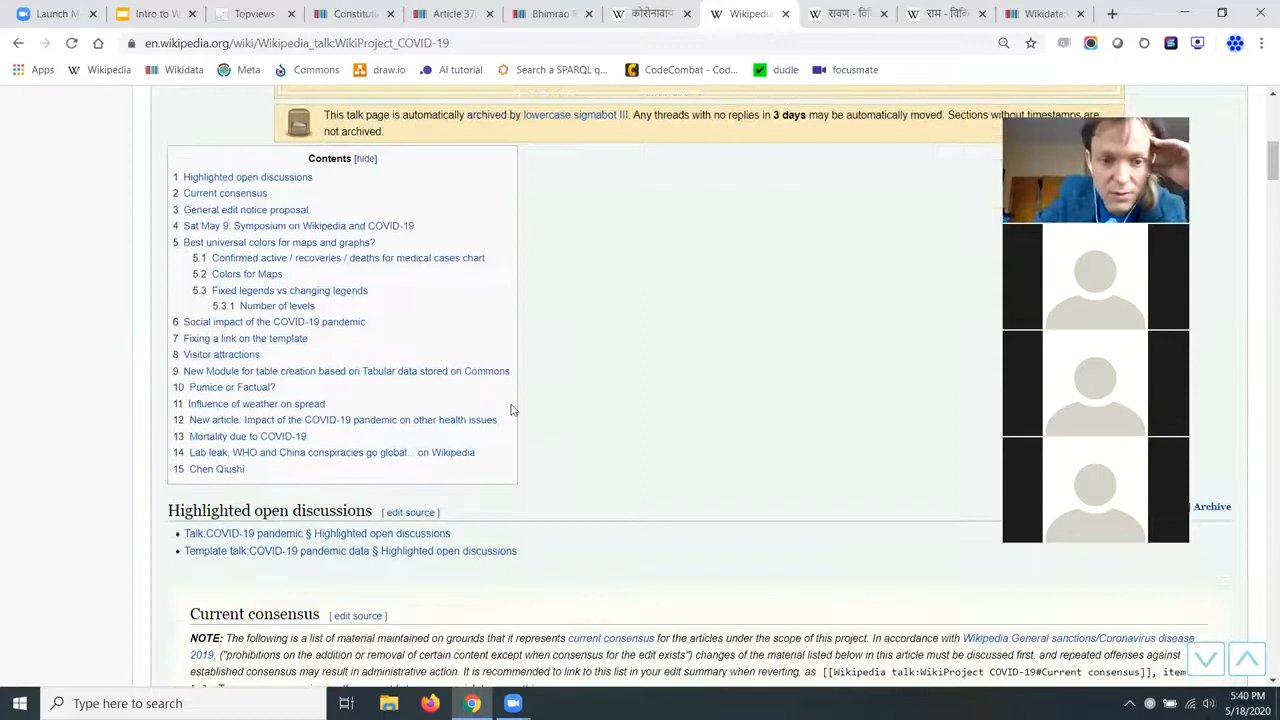 Launch M
Intro to W
Topviews
Constitute
Article 37
Bhimrao R
कोरोनावाय
Wikipedia
रावण - विकि
राम - विकि
Wikidata
en.wikipedia.org/wiki/Wikipedia_talk:WikiProject_COVID-19
Apps Wikipedia Wikidata Meta Commons draw.io AI tutorial Search a SPARQL q... CodeCombat - Cod... dudle focusmate
This talk page is automatically archived by lowercase sigmabot III. Any threads with no replies in 3 days may be automatically moved. Sections without timestamps are
not archived.
Contents [hide]
1 Highlighted open discussions
2 Current consensus
3 General edit notice proposal
4 Sat May 9: Symposium on Wikipedia and COVID-19
5 Best universal colors for maps and graphs?
5.1 Confirmed active / recoveries / deaths for medical cases chart
5.2 Colors for Maps
5.3 Fixed legends vs changing legends
5.3.1 Number of levels
6 Social impact of the COVID-19 pandemic
7 Fixing a link on the template
8 Visitor attractions
9 New Module for table creation based on Tabular data stored on Commons.
10 Pumice or Factual?
11 Influence of weather on spread
12 New article: Impact of the COVID-19 pandemic on other health issues
13 Mortality due to COVID-19
14 Lab leak, WHO and China conspiracies go global... on Wikipedia
15 Chen Qiushi
Highlighted open discussions [ edit source ]
Archive
• Talk:COVID-19 pandemic § Highlighted open discussions
• Template talk:COVID-19 pandemic data § Highlighted open discussions
Current consensus [ edit source ]
NOTE: The following is a list of material maintained on grounds that it represents current consensus for the articles under the scope of this project. In accordance with Wikipedia:General sanctions/Coronavirus disease
2019, ("prohibitions on the addition or removal of certain content except when consensus for the edit exists") changes of the material listed below in this article must be discussed first, and repeated offenses against
established consensus may result in administrative action. It is recommended to link to this list in your edit summary when reverting, as [[Wikipedia talk:WikiProject COVID-19#Current consensus]], item
Type here to search
5:40 PM
5/18/2020